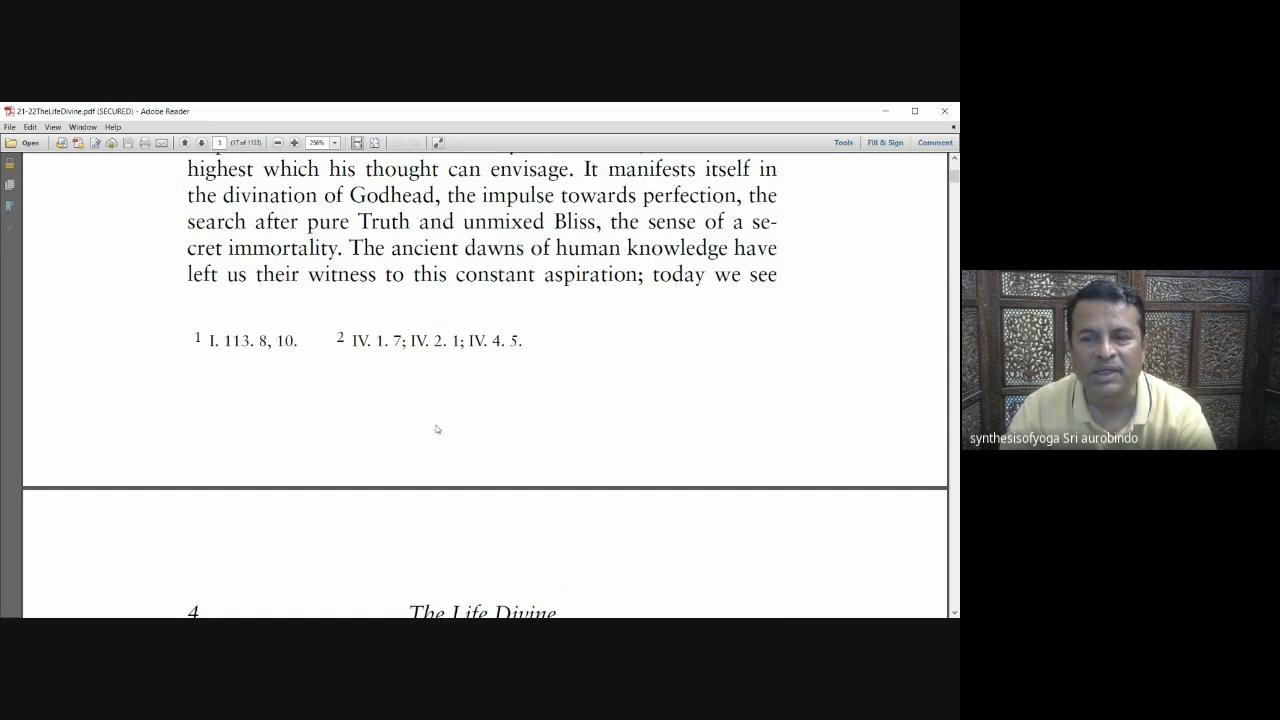 21-22TheLifeDivine.pdf (SECURED) - Adobe Reader
File Edit View Window Help
Open 3 (17 of 1133) 256% Tools Fill & Sign Comment
highest which his thought can envisage. It manifests itself in
the divination of Godhead, the impulse towards perfection, the
search after pure Truth and unmixed Bliss, the sense of a se-
cret immortality. The ancient dawns of human knowledge have
left us their witness to this constant aspiration; today we see
1 I. 113. 8, 10. 2 IV. 1. 7; IV. 2. 1; IV. 4. 5.
4 The Life Divine
synthesisofyoga Sri aurobindo